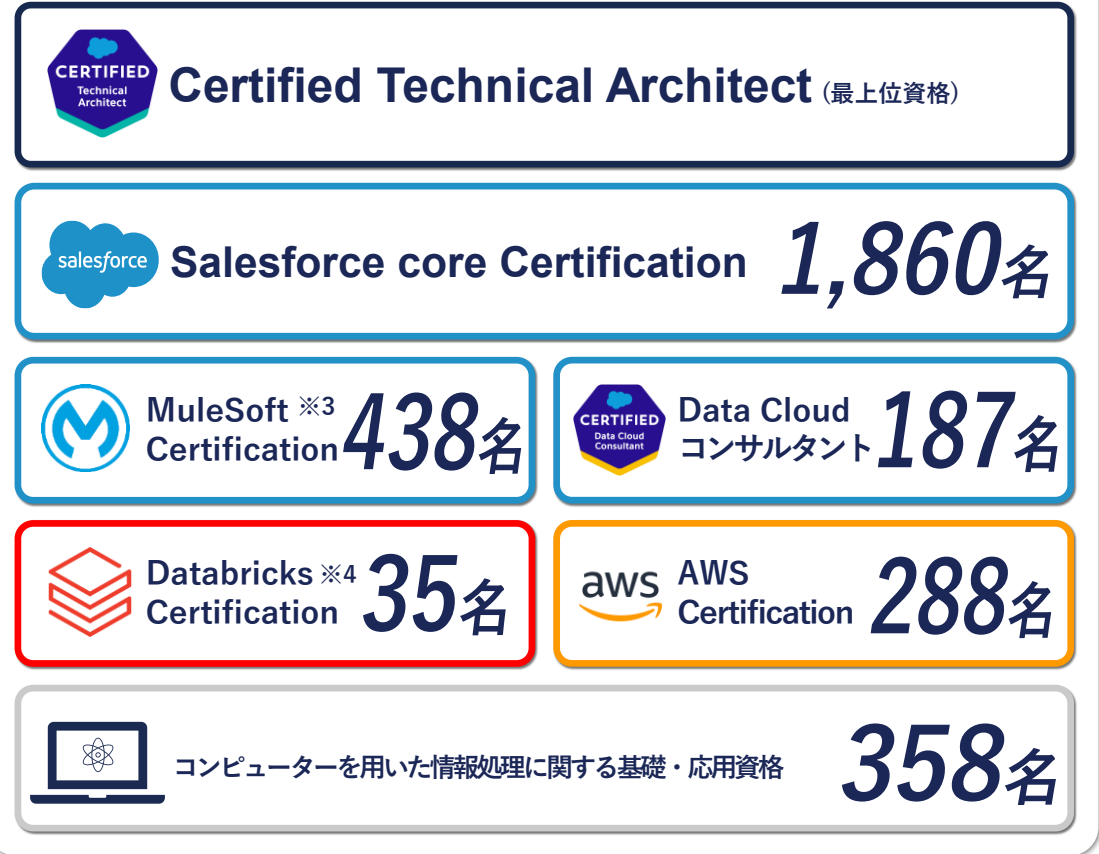 CERTIFIED
Technical
Architect
Certified Technical Architect (最上位資格)
salesforce
Salesforce core Certification 1,860名
MuleSoft ※3
Certification 438名
CERTIFIED
Data Cloud
Consultant
Data Cloud
コンサルタント 187名
Databricks ※4
Certification 35名
aws
AWS
Certification 288名
コンピューターを用いた情報処理に関する基礎・応用資格 358名